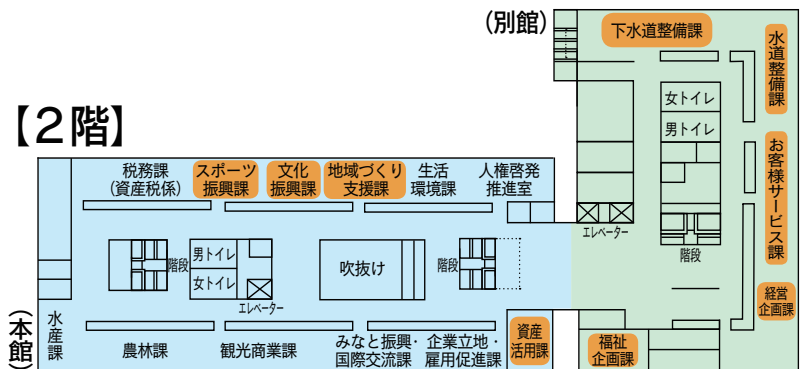 (別館)
下水道整備課
水道整備課
女トイレ
男トイレ
お客様サービス課
エレベーター
階段
経営
企画課
福祉
企画課
【2階】
税務課
(資産税係)
スポーツ
振興課
文化
振興課
地域づくり
支援課
生活
環境課
人権啓発
推進室
階段
男トイレ
女トイレ
エレベーター
吹抜け
階段
(本館)
水産課
農林課
観光商業課
みなと振興・
国際交流課
企業立地・
雇用促進課
資産
活用課